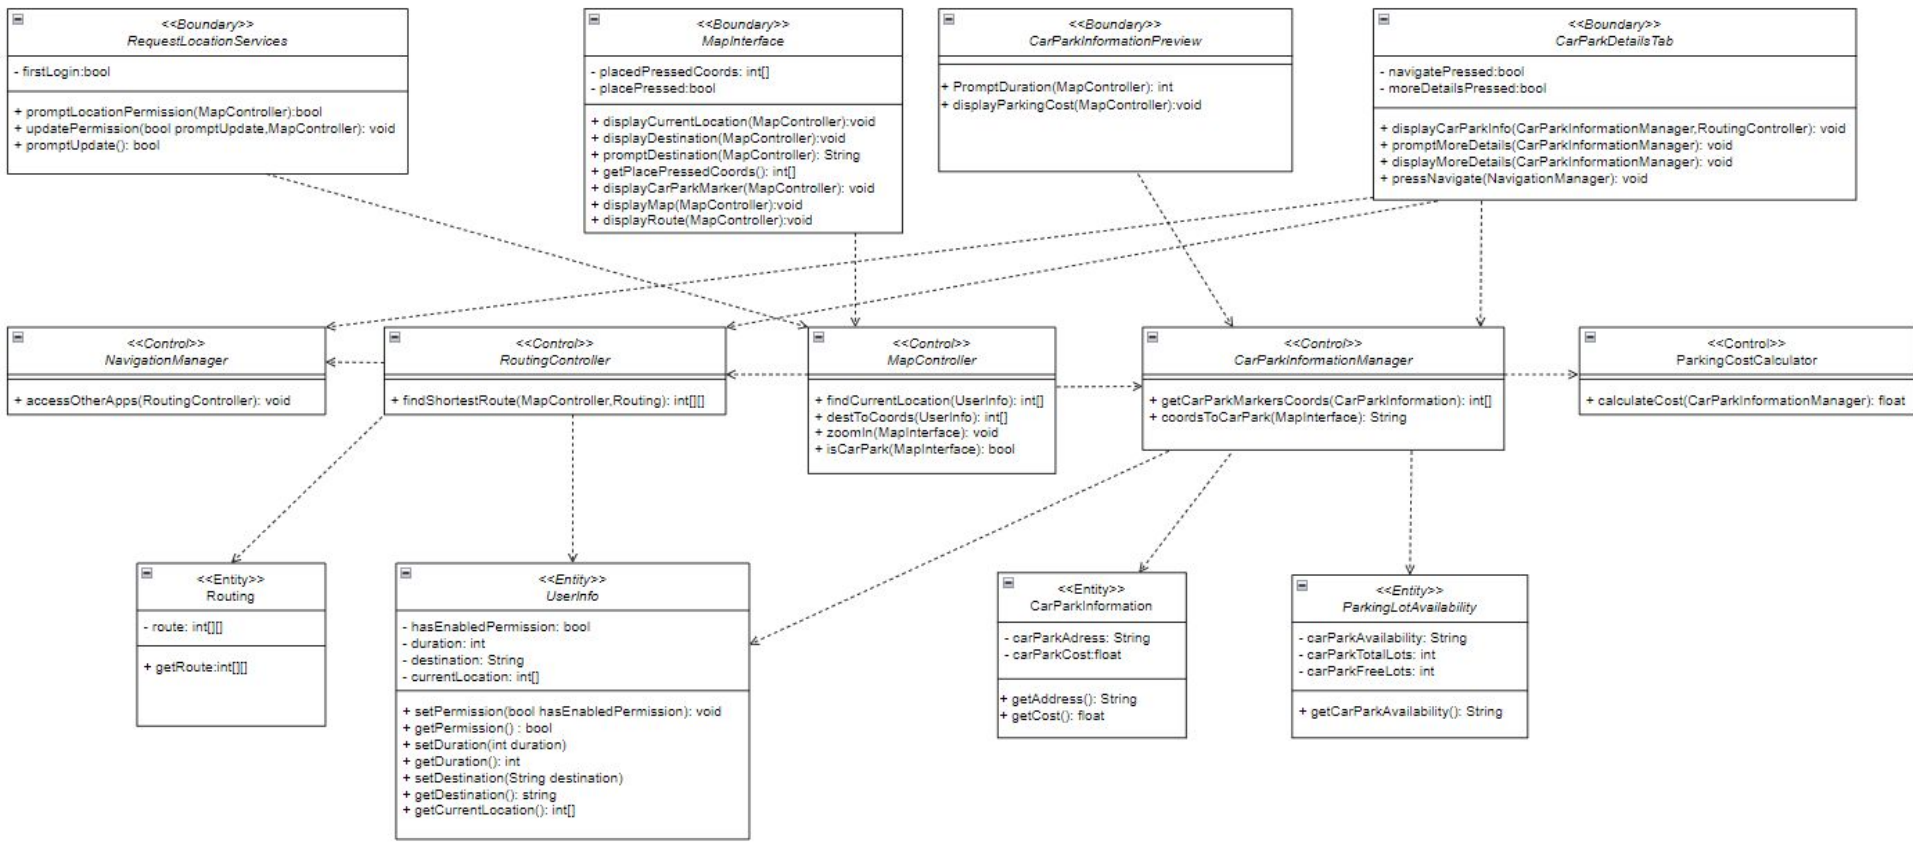 <<Boundary>>
RequestLocationServices
- firstLogin:bool
+ promptLocationPermission(MapController):bool
+ updatePermission(bool promptUpdate,MapController): void
+ promptUpdate(): bool
<<Boundary>>
MapInterface
- placedPressedCoords: int[]
- placePressed:bool
+ displayCurrentLocation(MapController):void
+ displayDestination(MapController):void
+ promptDestination(MapController): String
+ getPlacePressedCoords(): int[]
+ displayCarParkMarker(MapController): void
+ displayMap(MapController):void
+ displayRoute(MapController):void
<<Boundary>>
CarParkInformationPreview
+ PromptDuration(MapController): int
+ displayParkingCost(MapController):void
<<Boundary>>
CarParkDetailsTab
- navigatePressed:bool
- moreDetailsPressed:bool
+ displayCarParkInfo(CarParkInformationManager,RoutingController): void
+ promptMoreDetails(CarParkInformationManager): void
+ displayMoreDetails(CarParkInformationManager): void
+ pressNavigate(NavigationManager): void
<<Control>>
NavigationManager
+ accessOtherApps(RoutingController): void
<<Control>>
RoutingController
+ findShortestRoute(MapController,Routing): int[][]
<<Control>>
MapController
+ findCurrentLocation(UserInfo): int[]
+ destToCoords(UserInfo): int[]
+ zoomIn(MapInterface): void
+ isCarPark(MapInterface): bool
<<Control>>
CarParkInformationManager
+ getCarParkMarkersCoords(CarParkInformation): int[]
+ coordsToCarPark(MapInterface): String
<<Control>>
ParkingCostCalculator
+ calculateCost(CarParkInformationManager): float
<<Entity>>
Routing
- route: int[][]
+ getRoute:int[][]
<<Entity>>
UserInfo
- hasEnabledPermission: bool
- duration: int
- destination: String
- currentLocation: int[]
+ setPermission(bool hasEnabledPermission): void
+ getPermission() : bool
+ setDuration(int duration)
+ getDuration(): int
+ setDestination(String destination)
+ getDestination(): string
+ getCurrentLocation(): int[]
<<Entity>>
CarParkInformation
- carParkAdress: String
- carParkCost:float
+ getAddress(): String
+ getCost(): float
<<Entity>>
ParkingLotAvailability
- carParkAvailability: String
- carParkTotalLots: int
- carParkFreeLots: int
+ getCarParkAvailability(): String